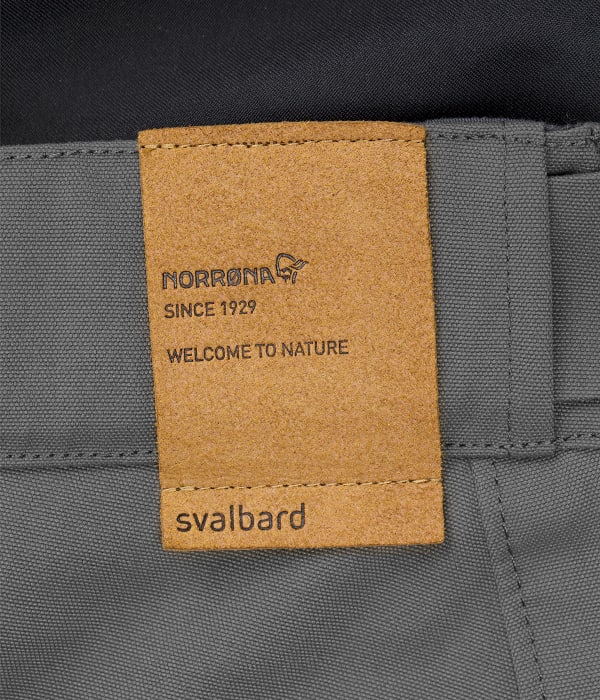 NORRØNA
SINCE 1929
WELCOME TO NATURE
svalbard